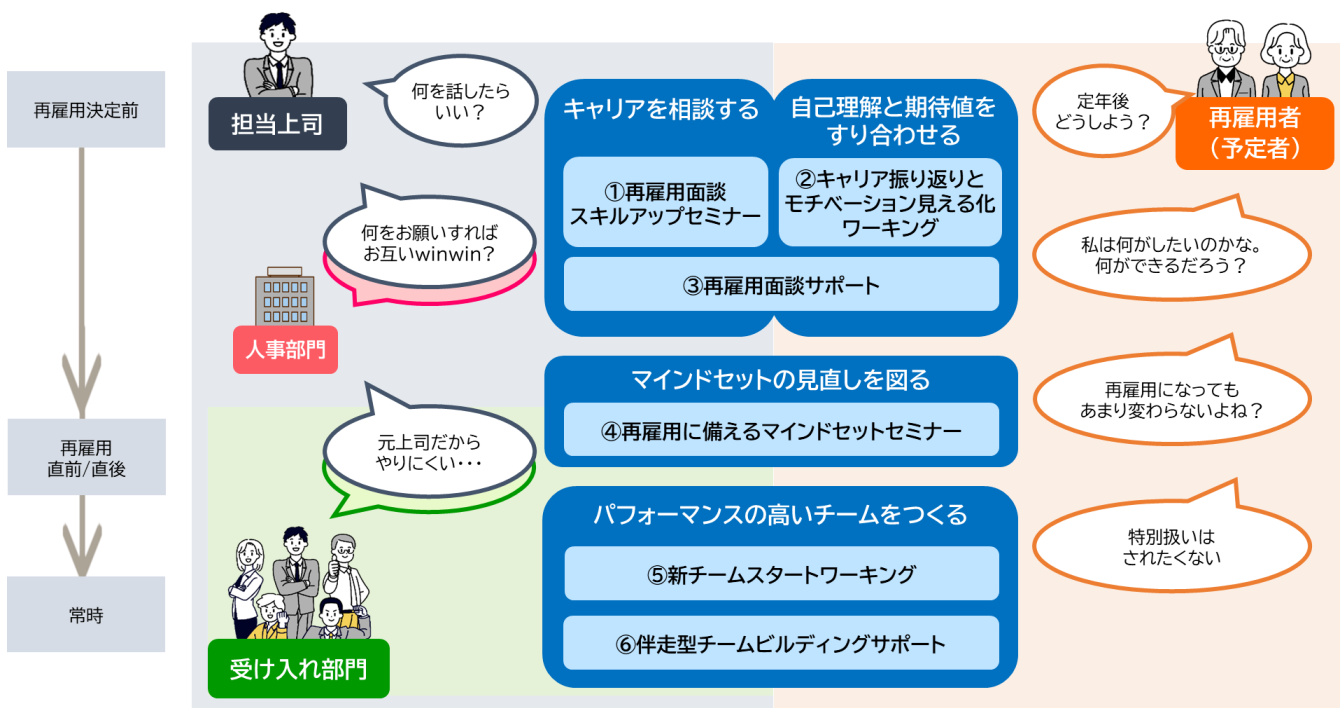 再雇用決定前
再雇用
直前/直後
常時
担当上司
何を話したら
いい？
何をお願いすれば
お互いwinwin？
人事部門
元上司だから
やりにくい・・・
受け入れ部門
キャリアを相談する
①再雇用面談
スキルアップセミナー
自己理解と期待値を
すり合わせる
②キャリア振り返りと
モチベーション見える化
ワーキング
③再雇用面談サポート
マインドセットの見直しを図る
④再雇用に備えるマインドセットセミナー
パフォーマンスの高いチームをつくる
⑤新チームスタートワーキング
⑥伴走型チームビルディングサポート
定年後
どうしよう？
再雇用者
（予定者）
私は何がしたいのかな。
何ができるだろう？
再雇用になっても
あまり変わらないよね？
特別扱いは
されたくない